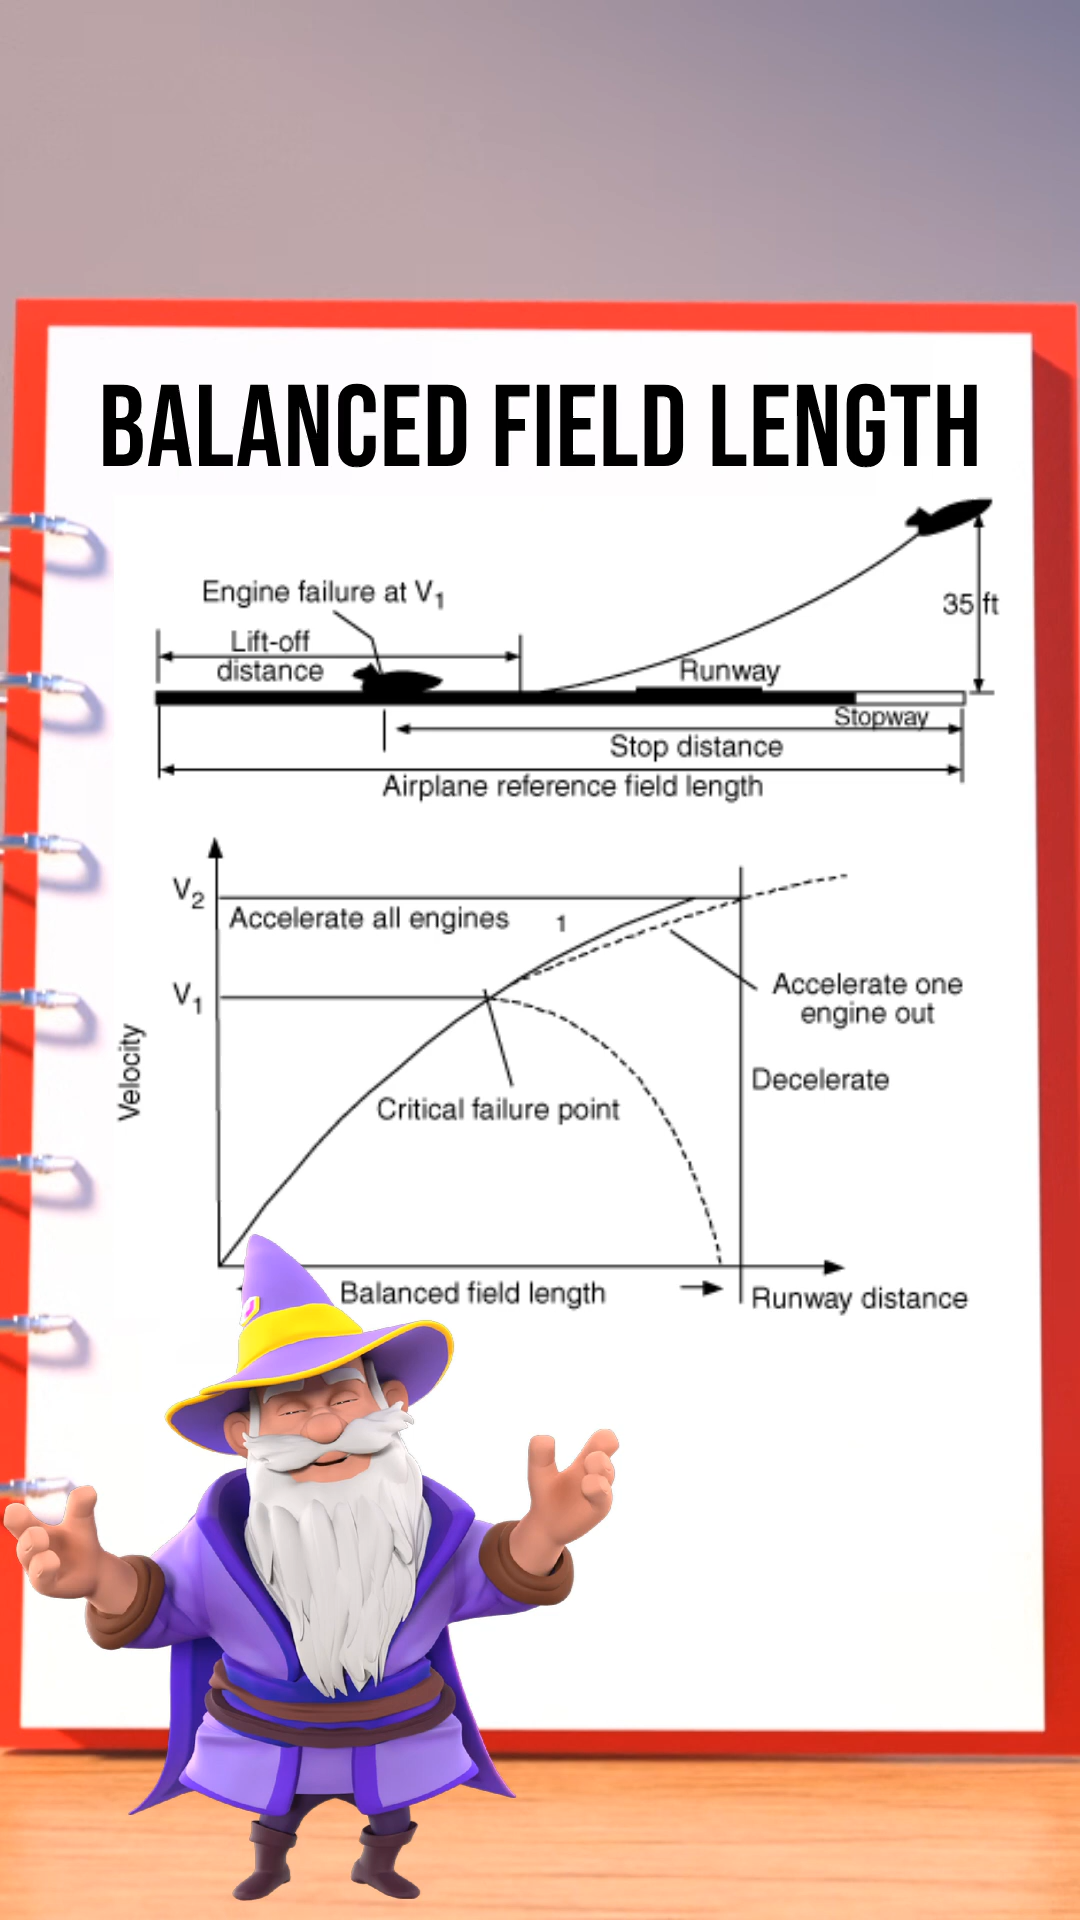 BALANCED FIELD LENGTH
Engine failure at V1
Lift-off
distance
35 ft
Runway
Stopway
Stop distance
Airplane reference field length
V2
Accelerate all engines
1
V1
Accelerate one
engine out
Velocity
Decelerate
Critical failure point
Balanced field length
Runway distance